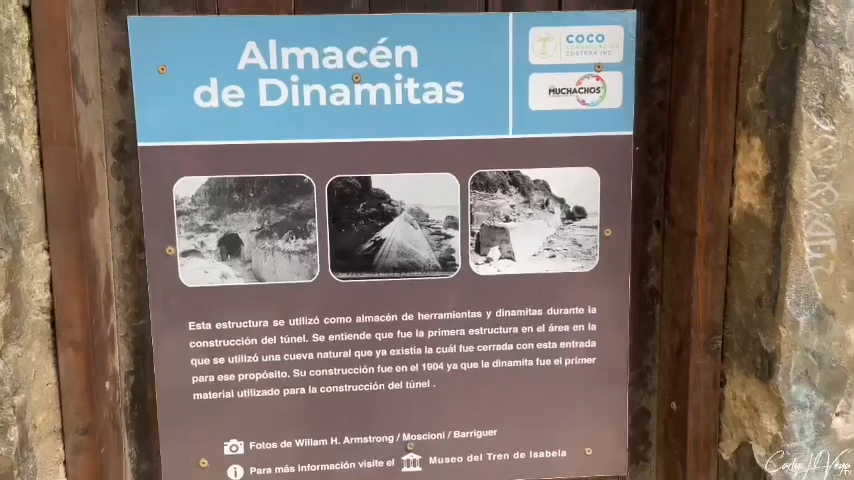 Almacén
de Dinamitas
COCO
COSTERA INC
MUCHACHOS
Esta estructura se utilizó como almacén de herramientas y dinamitas durante la
construcción del túnel. Se entiende que fue la primera estructura en el área en la
que se utilizó una cueva natural que ya existía la cuál fue cerrada con esta entrada
para ese propósito. Su construcción fue en el 1904 ya que la dinamita fue el primer
material utilizado para la construcción del túnel .
Fotos de Willam H. Armstrong / Moscioni / Barriguer
Para más información visite el Museo del Tren de Isabela